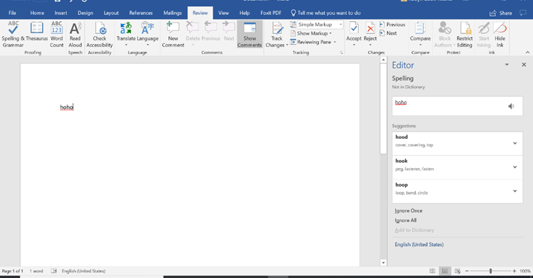 File Home Insert Design Layout References Mailings Review View Help Foxit PDF Tell me what you want to do Share
Spelling & Grammar Thesaurus Word Count Read Aloud Check Accessibility Translate Language New Comment Delete Previous Next Show Comments Track Changes Simple Markup Show Markup Reviewing Pane Accept Reject Previous Next Compare Block Authors Restrict Editing Start Inking Hide Ink
Proofing Speech Accessibility Language Comments Tracking Changes Compare Protect Ink
Editor
Spelling
Not in Dictionary
Suggestions
hood
cover, covering, top
hook
peg, fastener, fasten
hoop
loop, band, circle
Ignore Once
Ignore All
Add to Dictionary
English (United States)
Page 1 of 1 1 word English (United States) 100%